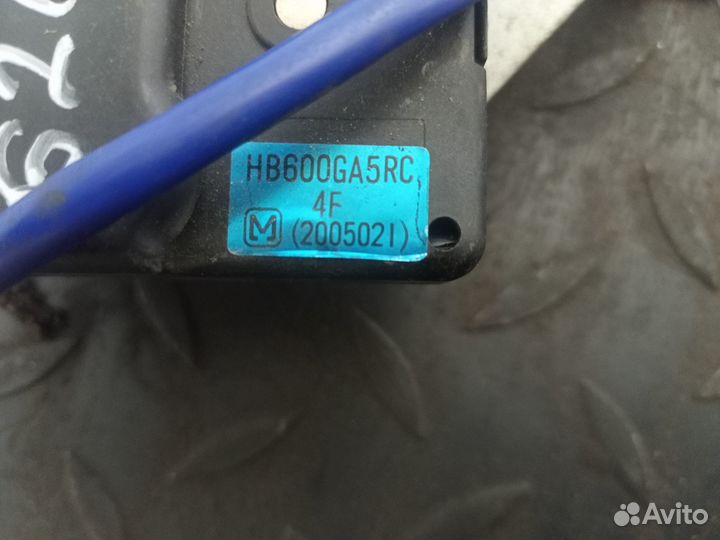 HB600GA5RC
4F
M (2005021)
Avito